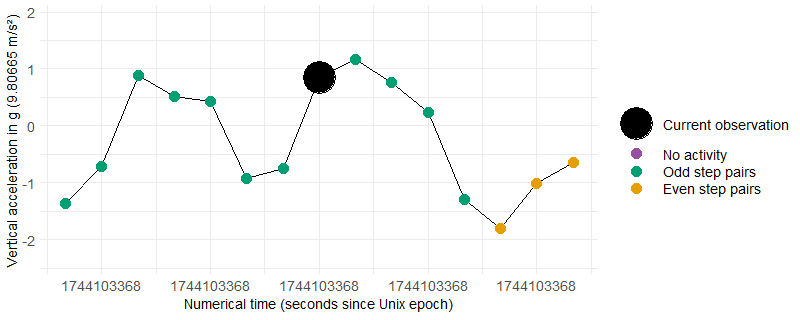 Vertical acceleration in g (9.80665 m/s²)
2
1
0
-1
-2
1744103368 1744103368 1744103368 1744103368 1744103368
Numerical time (seconds since Unix epoch)
Current observation
No activity
Odd step pairs
Even step pairs